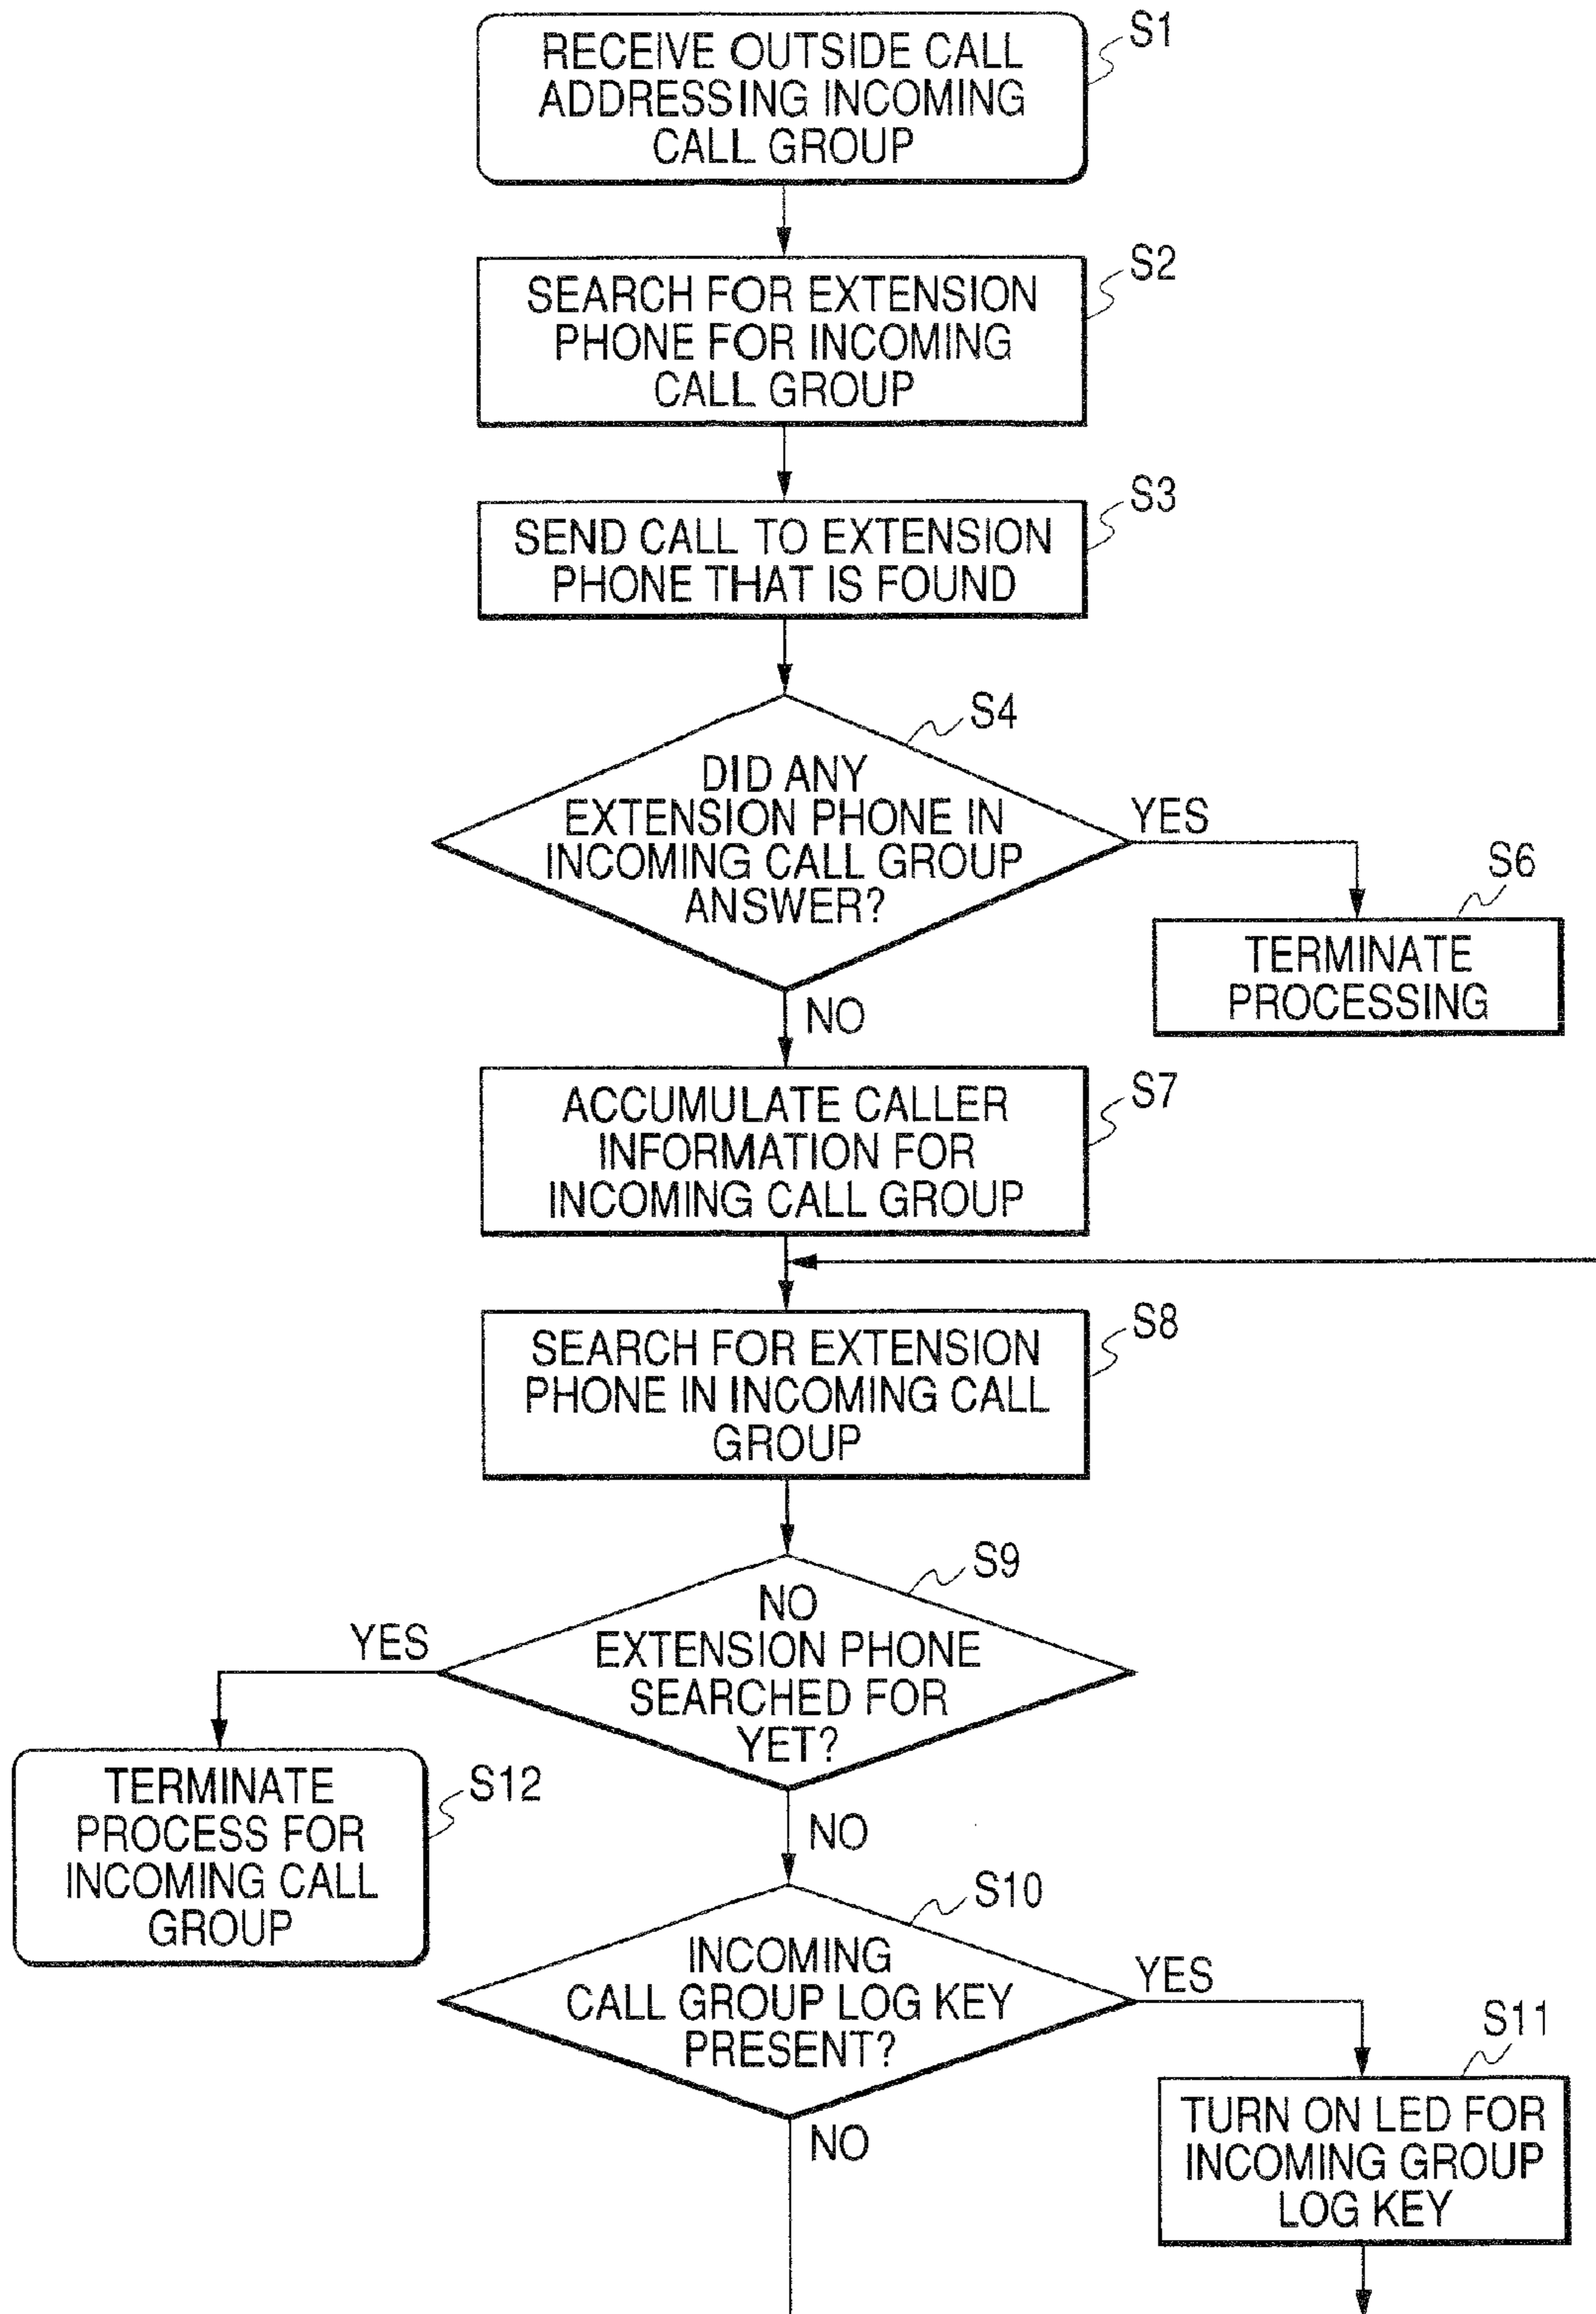 S1
RECEIVE OUTSIDE CALL
ADDRESSING INCOMING
CALL GROUP
S2
SEARCH FOR EXTENSION
PHONE FOR INCOMING
CALL GROUP
S3
SEND CALL TO EXTENSION
PHONE THAT IS FOUND
S4
DID ANY
EXTENSION PHONE IN
INCOMING CALL GROUP
ANSWER?
YES
S6
TERMINATE
PROCESSING
NO
S7
ACCUMULATE CALLER
INFORMATION FOR
INCOMING CALL GROUP
S8
SEARCH FOR EXTENSION
PHONE IN INCOMING CALL
GROUP
S9
NO
EXTENSION PHONE
SEARCHED FOR
YET?
YES
S12
TERMINATE
PROCESS FOR
INCOMING CALL
GROUP
NO
S10
INCOMING
CALL GROUP LOG KEY
PRESENT?
YES
S11
TURN ON LED FOR
INCOMING GROUP
LOG KEY
NO